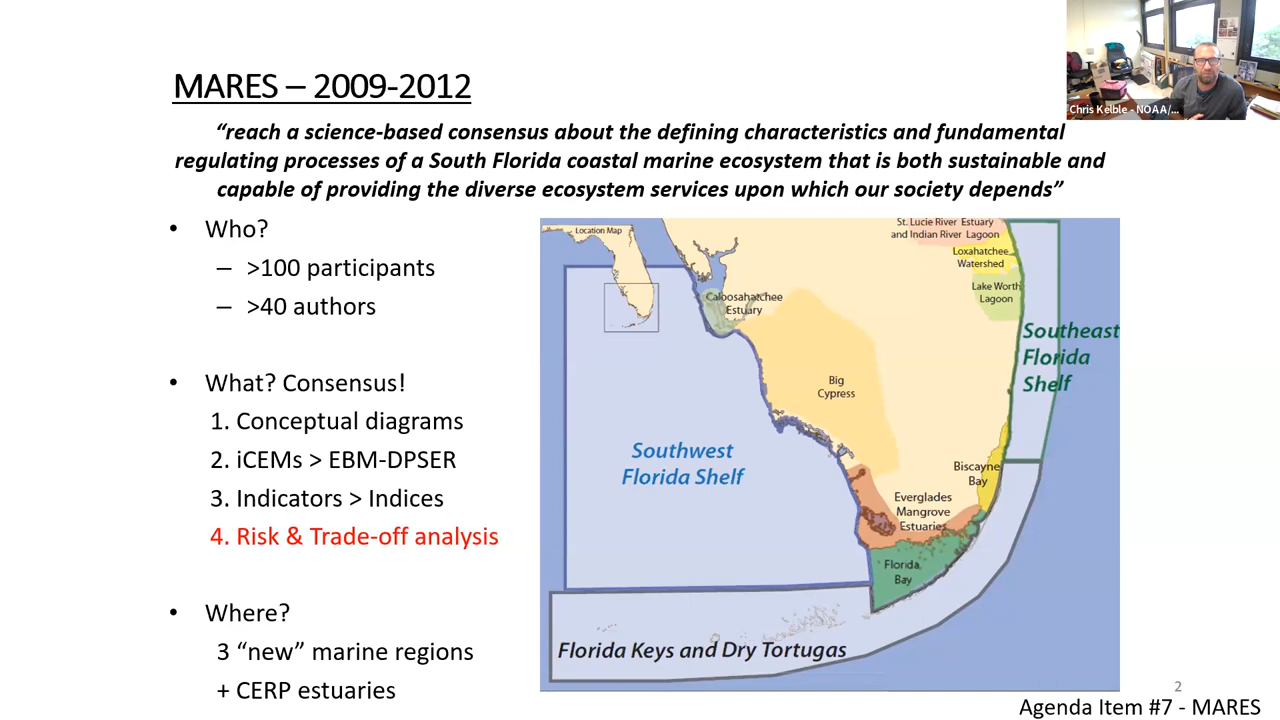 MARES – 2009-2012
Chris Kelble - NOAA/...
“reach a science-based consensus about the defining characteristics and fundamental
regulating processes of a South Florida coastal marine ecosystem that is both sustainable and
capable of providing the diverse ecosystem services upon which our society depends”
• Who?
– >100 participants
– >40 authors
• What? Consensus!
1. Conceptual diagrams
2. iCEMs > EBM-DPSER
3. Indicators > Indices
4. Risk & Trade-off analysis
• Where?
3 “new” marine regions
+ CERP estuaries
Location Map
St. Lucie River Estuary
and Indian River Lagoon
Loxahatchee
Watershed
Lake Worth
Lagoon
Caloosahatchee
Estuary
Southeast
Florida
Shelf
Big
Cypress
Southwest
Florida Shelf
Biscayne
Bay
Everglades
Mangrove
Estuaries
Florida
Bay
Florida Keys and Dry Tortugas
2
Agenda Item #7 - MARES